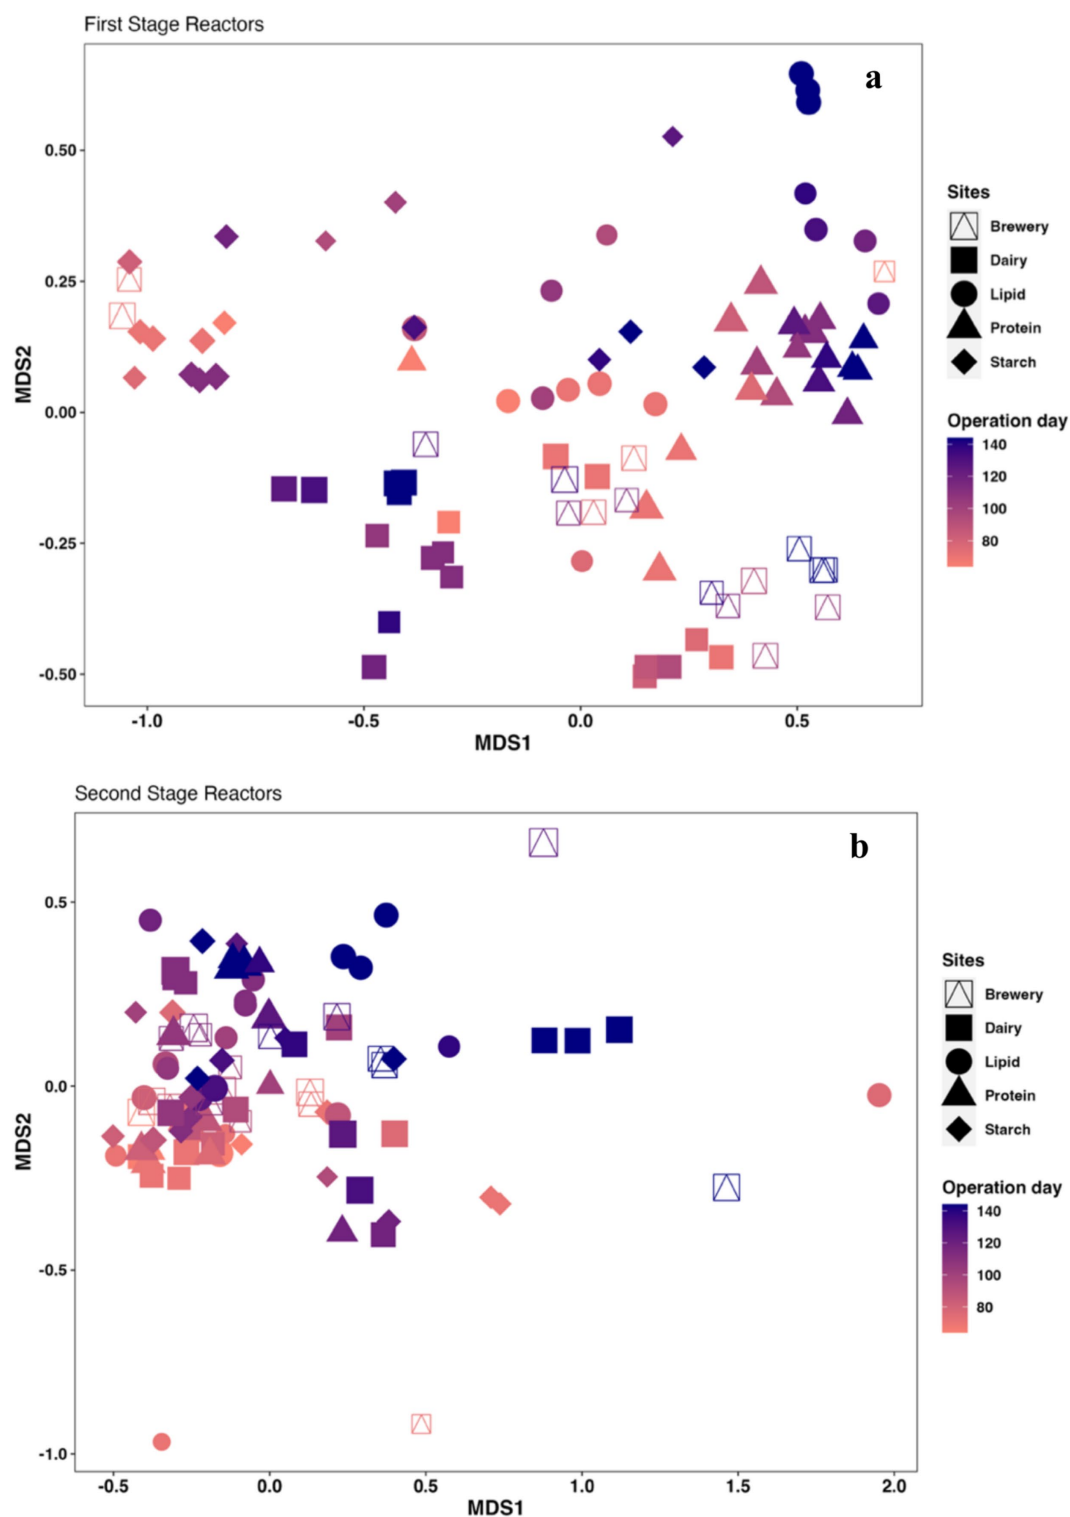 First Stage Reactors
a
0.50
0.25
0.00
-0.25
-0.50
MDS2
-1.0 -0.5 0.0 0.5
MDS1
Sites
Brewery
Dairy
Lipid
Protein
Starch
Operation day
140
120
100
80
Second Stage Reactors
b
0.5
0.0
-0.5
-1.0
MDS2
-0.5 0.0 0.5 1.0 1.5 2.0
MDS1
Sites
Brewery
Dairy
Lipid
Protein
Starch
Operation day
140
120
100
80